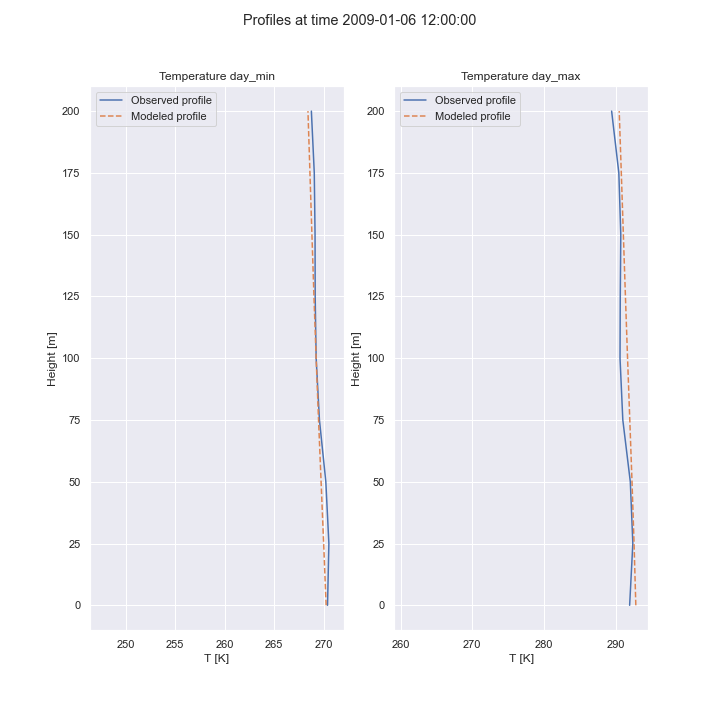 Profiles at time 2009-01-06 12:00:00
Temperature day_min
Observed profile
Modeled profile
200
175
150
125
100
75
50
25
0
Height [m]
250
255
260
265
270
T [K]
Temperature day_max
Observed profile
Modeled profile
200
175
150
125
100
75
50
25
0
Height [m]
260
270
280
290
T [K]